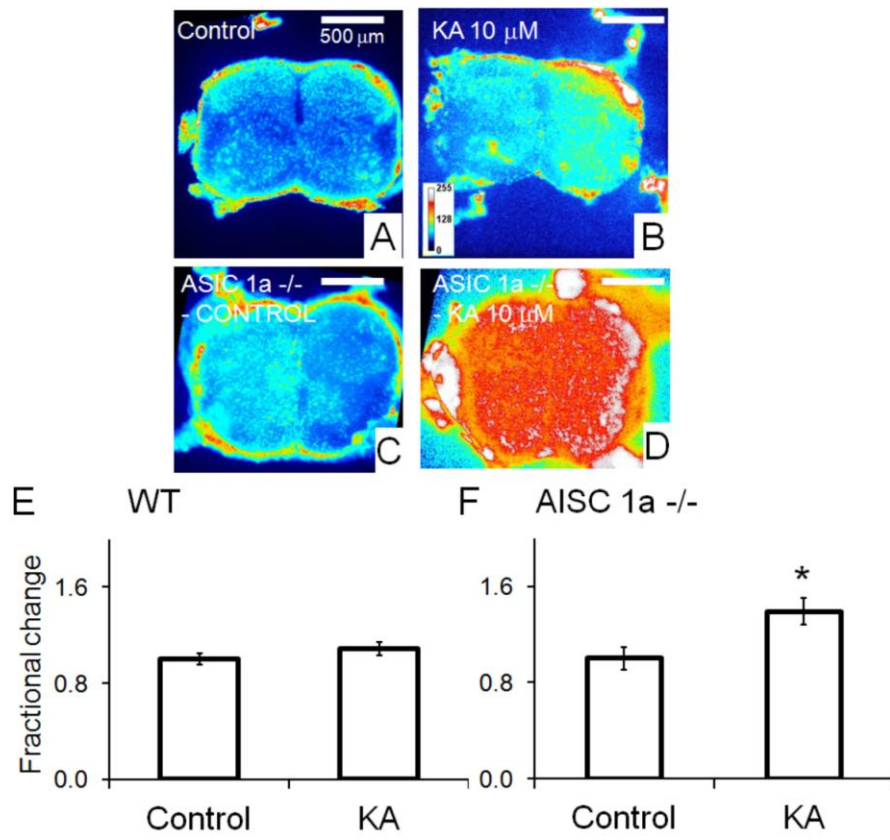 Control
500 μm
A
KA 10 μM
255
128
0
B
ASIC 1a -/-
- CONTROL
C
ASIC 1a -/-
- KA 10 μM
D
E WT
Fractional change
1.6
0.8
0.0
Control KA
F AISC 1a -/-
*
1.6
0.8
0.0
Control KA